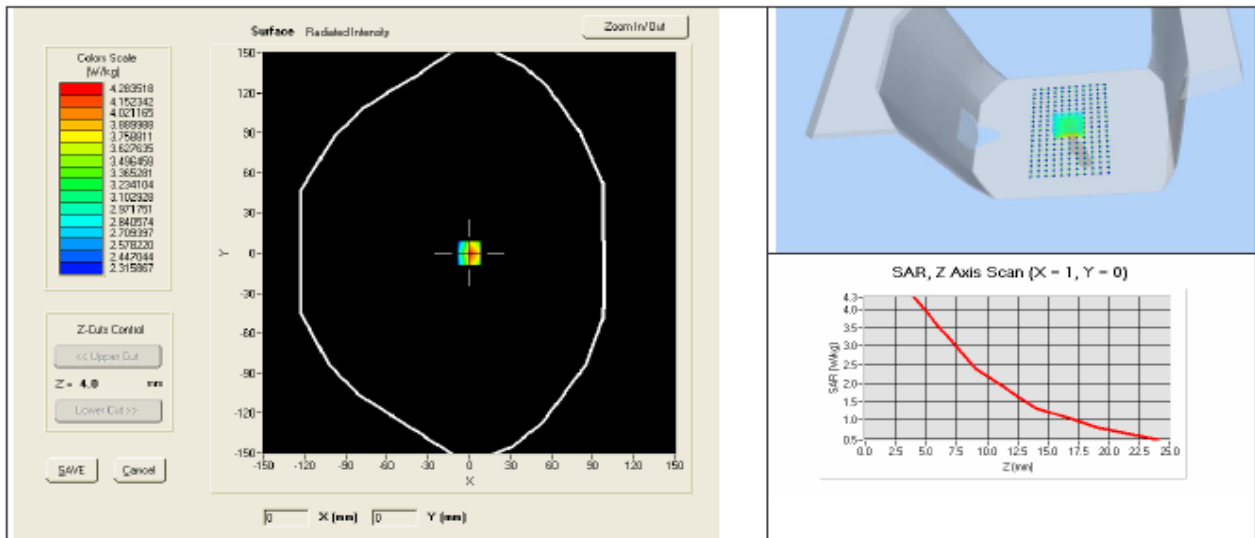 Surface Radiated Intensity
Zoom In/Out
Colors Scale
[W/kg]
4.283518
4.152342
4.021165
3.889988
3.758811
3.627635
3.496458
3.365281
3.234104
3.102928
2.971751
2.840574
2.709397
2.578220
2.447044
2.315867
Z-Cuts Control
<< Upper Cut
Z = 4.0 mm
Lower Cut >>
SAVE Cancel
150
120
90
60
30
0
-30
-60
-90
-120
-150
Y
-150 -120 -90 -60 -30 0 30 60 90 120 150
X
0 X (mm) 0 Y (mm)
SAR, Z Axis Scan (X = 1, Y = 0)
4.3
4.0
3.5
3.0
2.5
2.0
1.5
1.0
0.5
SAR [W/kg]
0.0 2.5 5.0 7.5 10.0 12.5 15.0 17.5 20.0 22.5 25.0
Z (mm)